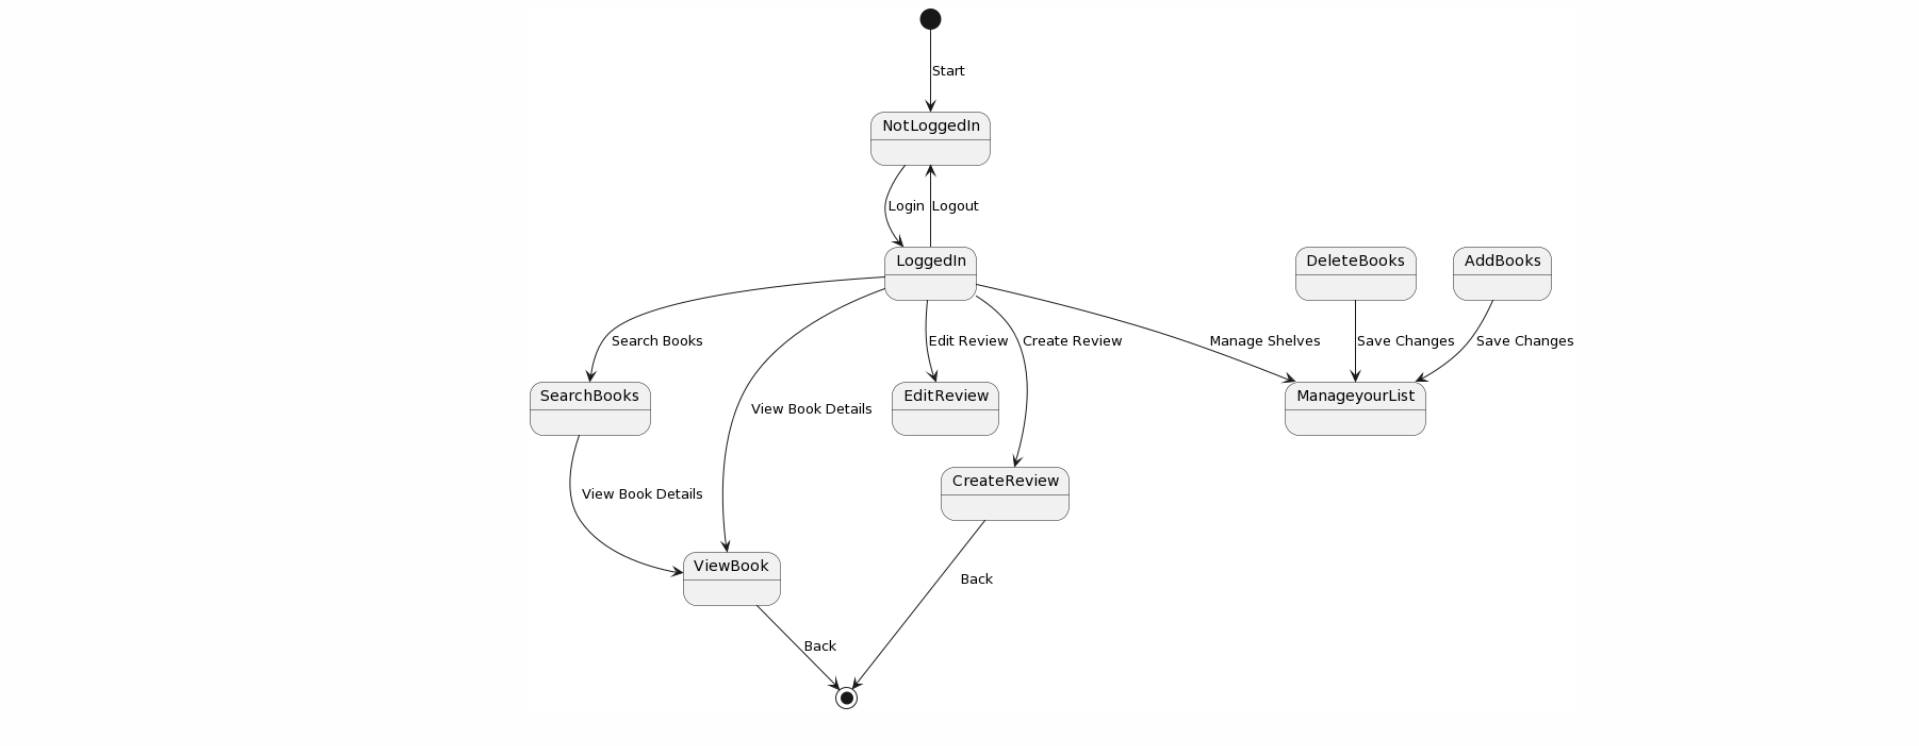 Start
NotLoggedIn
Login
Logout
LoggedIn
DeleteBooks
AddBooks
Search Books
Edit Review
Create Review
Manage Shelves
Save Changes
Save Changes
SearchBooks
View Book Details
EditReview
ManageyourList
CreateReview
View Book Details
ViewBook
Back
Back